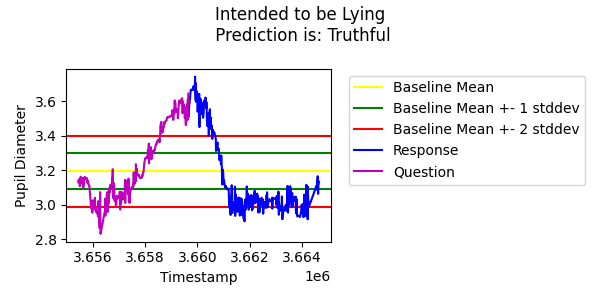 Intended to be Lying
Prediction is: Truthful
Pupil Diameter
3.6
3.4
3.2
3.0
2.8
3.656 3.658 3.660 3.662 3.664
1e6
Timestamp
Baseline Mean
Baseline Mean +- 1 stddev
Baseline Mean +- 2 stddev
Response
Question